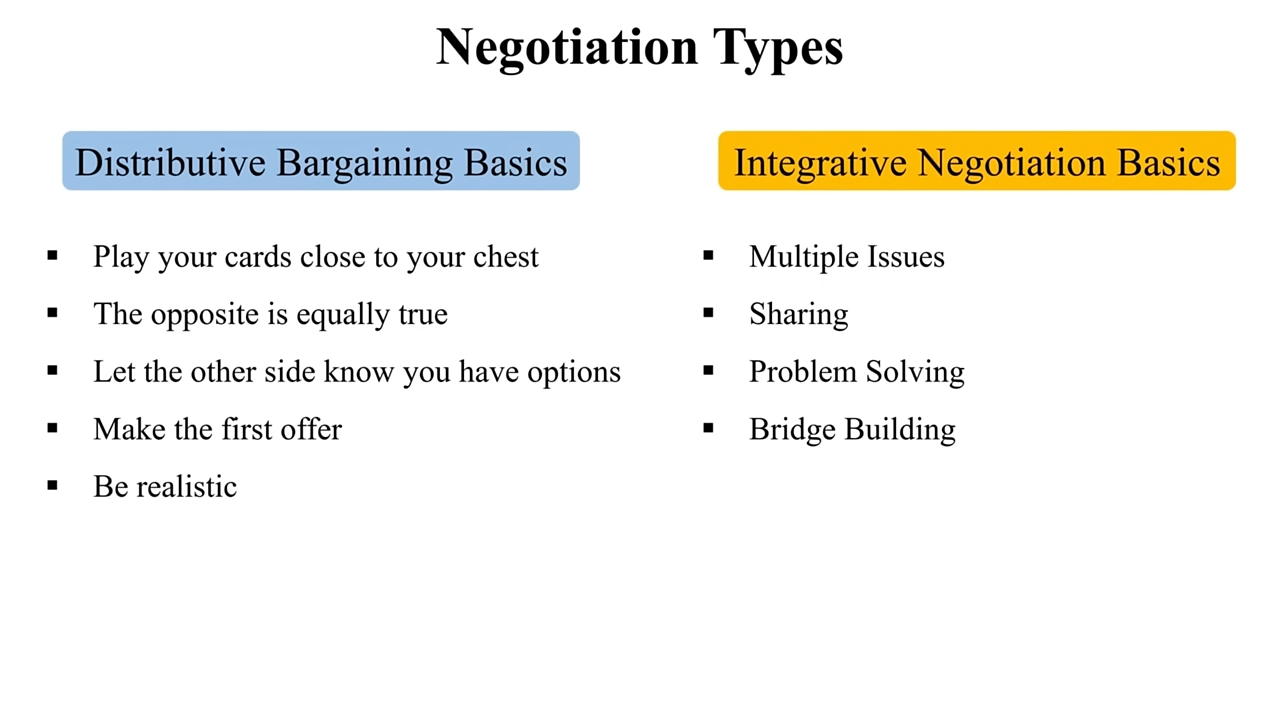 Negotiation Types
Distributive Bargaining Basics
▪ Play your cards close to your chest
▪ The opposite is equally true
▪ Let the other side know you have options
▪ Make the first offer
▪ Be realistic
Integrative Negotiation Basics
▪ Multiple Issues
▪ Sharing
▪ Problem Solving
▪ Bridge Building